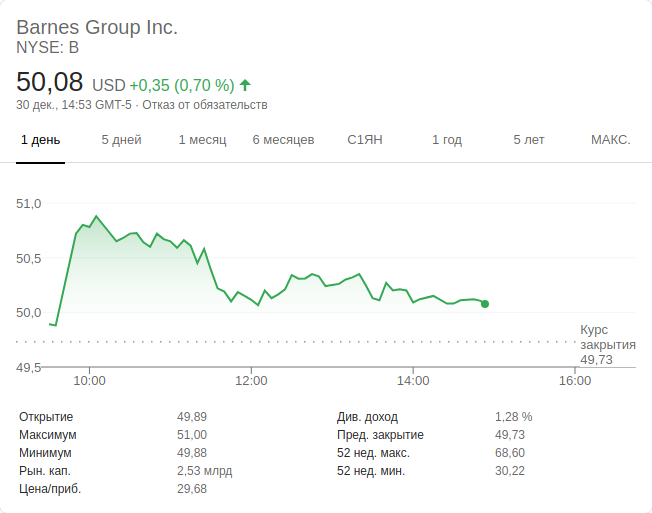 Barnes Group Inc.
NYSE: B
50,08 USD +0,35 (0,70 %)
30 дек., 14:53 GMT-5 · Отказ от обязательств
1 день 5 дней 1 месяц 6 месяцев С1ЯН 1 год 5 лет МАКС.
51,0
50,5
50,0
49,5
Курс
закрытия
49,73
10:00 12:00 14:00 16:00
Открытие 49,89
Максимум 51,00
Минимум 49,88
Рын. кап. 2,53 млрд
Цена/приб. 29,68
Див. доход 1,28 %
Пред. закрытие 49,73
52 нед. макс. 68,60
52 нед. мин. 30,22